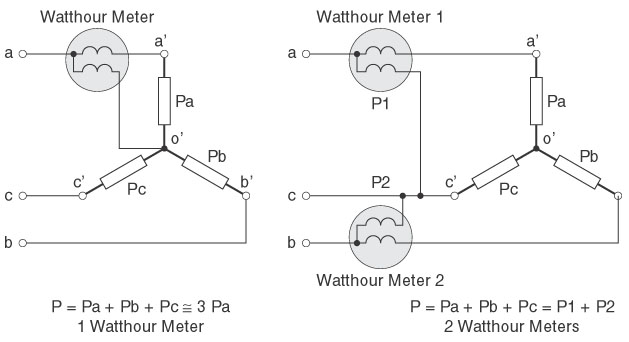 Watthour Meter
a
a'
Pa
o'
Pb
c'
b'
Pc
c
b
P = Pa + Pb + Pc ≅ 3 Pa
1 Watthour Meter
Watthour Meter 1
a
a'
P1
Pa
o'
Pb
P2
c'
Pc
c
b
Watthour Meter 2
P = Pa + Pb + Pc = P1 + P2
2 Watthour Meters